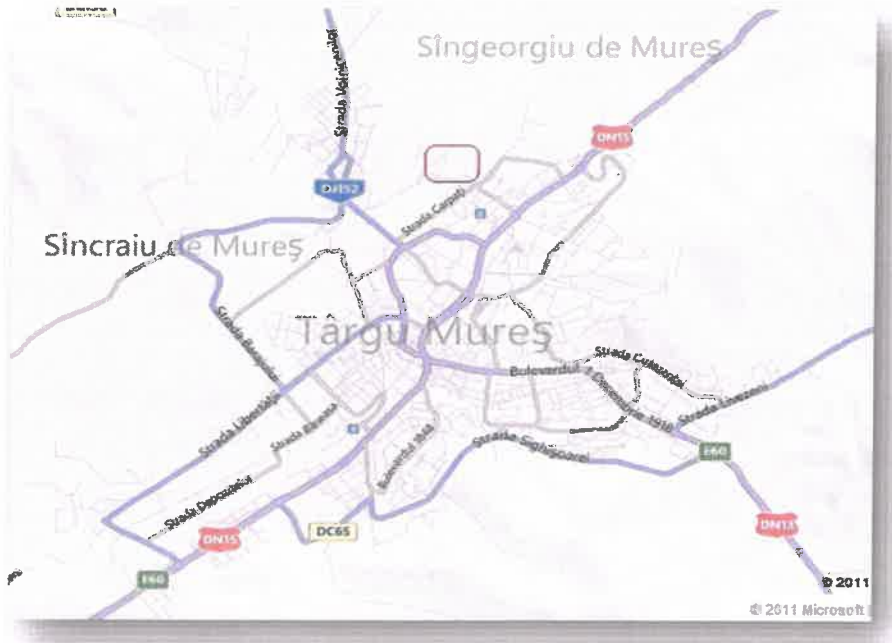 Sîngeorgiu de Mureș
Strada Voinicenilor
DN15
DJ152
Strada Carpați
Sîncraiu de Mureș
Târgu Mureș
Strada Cutezanței
Bulevardul 1 Decembrie 1918
Strada Livezeni
Strada Libertății
Bulevardul 1848
Strada Sighișoarei
E60
Strada Depozitelor
DN15
DC65
DN13
E60
© 2011
© 2011 Microsoft